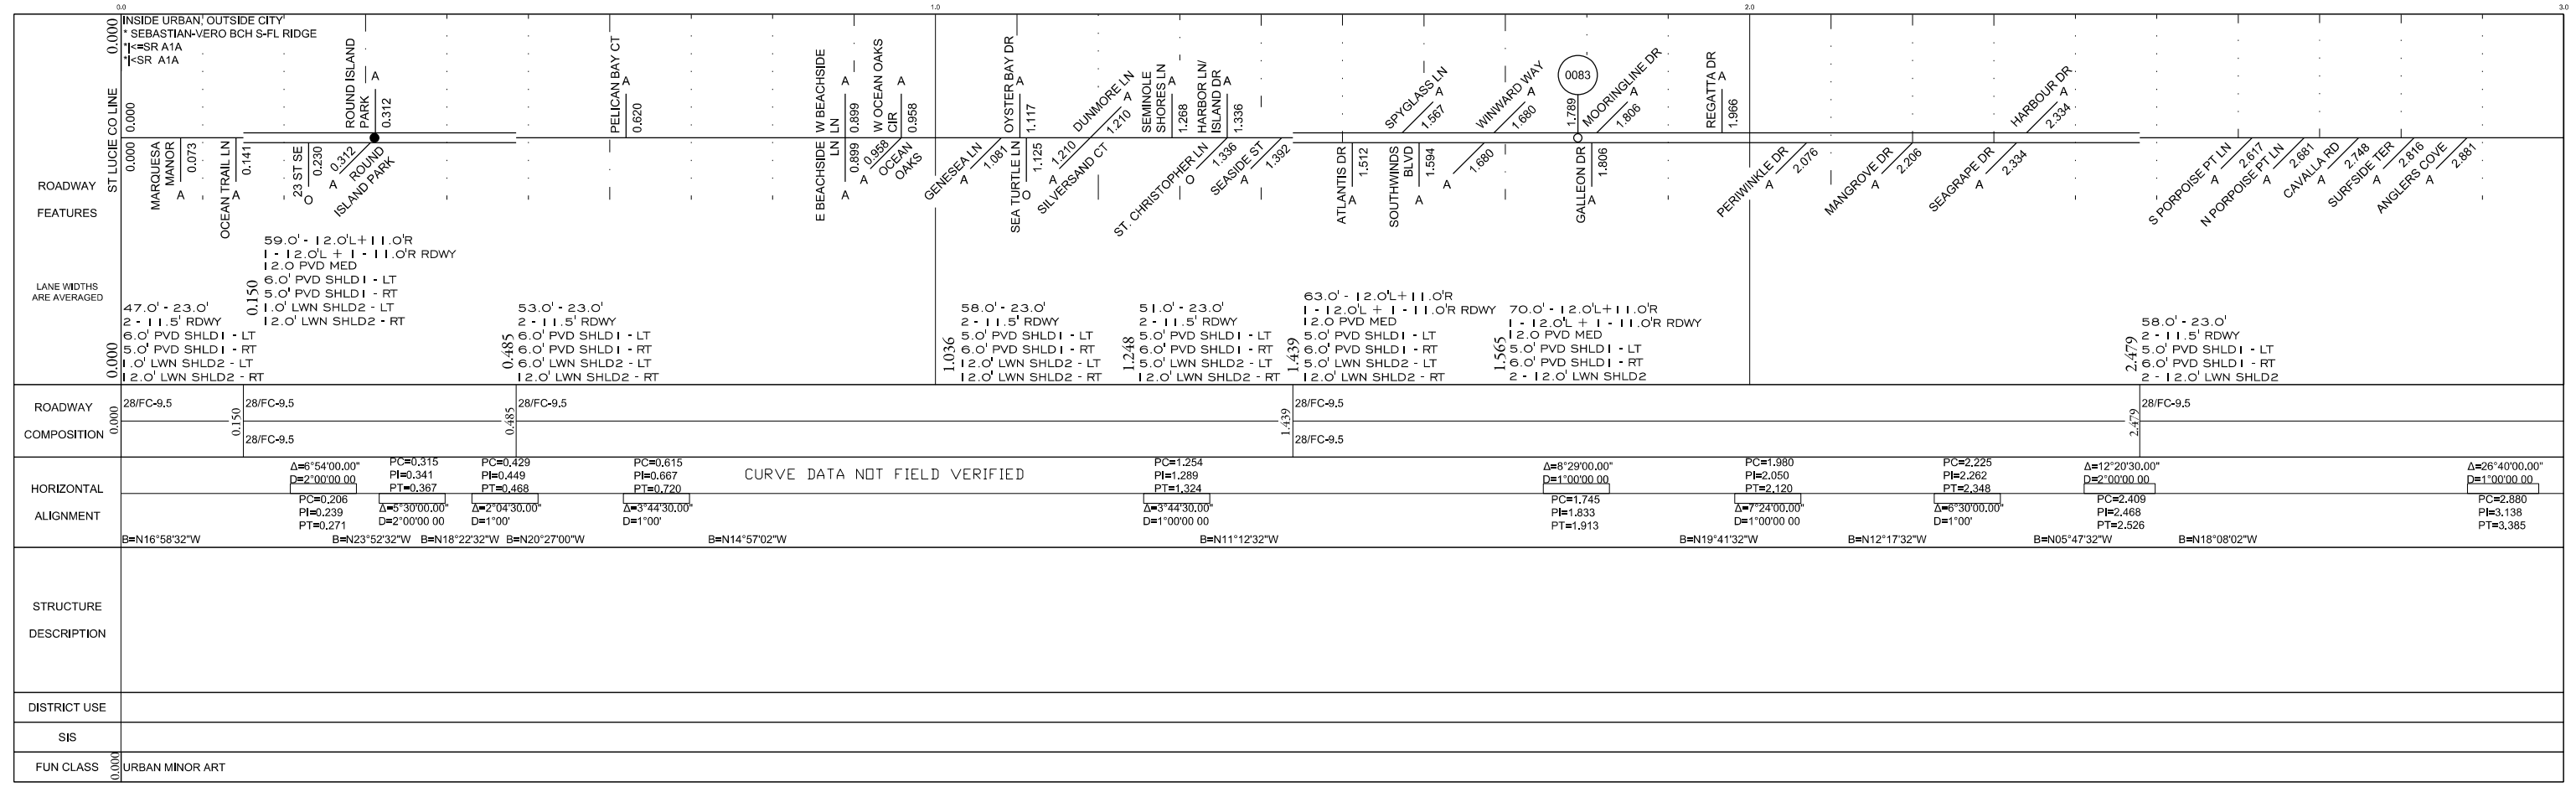 0.0
1.0
2.0
3.0
0.000
INSIDE URBAN, OUTSIDE CITY
* SEBASTIAN-VERO BCH S-FL RIDGE
*|<=SR A1A
*|<SR A1A
ST LUCIE CO LINE
0.000
0.000
ROUND ISLAND
PARK
A
0.312
PELICAN BAY CT
A
0.620
W BEACHSIDE
LN
A
0.899
W OCEAN OAKS
CIR
A
0.958
OYSTER BAY DR
A
1.117
DUNMORE LN
A
1.210
SEMINOLE
SHORES LN
A
1.268
HARBOR LN/
ISLAND DR
A
1.336
SPYGLASS LN
A
1.567
WINWARD WAY
A
1.680
0083
1.789
MOORINGLINE DR
A
1.806
REGATTA DR
A
1.966
HARBOUR DR
A
2.334
ROADWAY
FEATURES
MARQUESA
MANOR
A
0.073
OCEAN TRAIL LN
A
0.141
23 ST SE
O
0.230
0.312
A
ROUND
ISLAND PARK
E BEACHSIDE
LN
A
0.899
0.958
A
OCEAN
OAKS
GENESEA LN
A
1.081
SEA TURTLE LN
O
1.125
1.210
A
SILVERSAND CT
ST. CHRISTOPHER LN
O
1.336
SEASIDE ST
A
1.392
ATLANTIS DR
A
1.512
SOUTHWINDS
BLVD
A
1.594
A
1.680
GALLEON DR
A
1.806
PERIWINKLE DR
A
2.076
MANGROVE DR
A
2.206
SEAGRAPE DR
A
2.334
S PORPOISE PT LN
A
2.617
N PORPOISE PT LN
A
2.681
CAVALLA RD
A
2.748
SURFSIDE TER
A
2.816
ANGLERS COVE
A
2.881
LANE WIDTHS
ARE AVERAGED
0.000
47.0' - 23.0'
2 - 11.5' RDWY
6.0' PVD SHLD1 - LT
5.0' PVD SHLD1 - RT
1.0' LWN SHLD2 - LT
12.0' LWN SHLD2 - RT
0.150
59.0' - 12.0'L+11.0'R
1 - 12.0'L + 1 - 11.0'R RDWY
12.0 PVD MED
6.0' PVD SHLD1 - LT
5.0' PVD SHLD1 - RT
1.0' LWN SHLD2 - LT
12.0' LWN SHLD2 - RT
0.485
53.0' - 23.0'
2 - 11.5' RDWY
6.0' PVD SHLD1 - LT
6.0' PVD SHLD1 - RT
6.0' LWN SHLD2 - LT
12.0' LWN SHLD2 - RT
1.036
58.0' - 23.0'
2 - 11.5' RDWY
5.0' PVD SHLD1 - LT
6.0' PVD SHLD1 - RT
12.0' LWN SHLD2 - LT
12.0' LWN SHLD2 - RT
1.248
51.0' - 23.0'
2 - 11.5' RDWY
5.0' PVD SHLD1 - LT
6.0' PVD SHLD1 - RT
5.0' LWN SHLD2 - LT
12.0' LWN SHLD2 - RT
1.439
63.0' - 12.0'L+11.0'R
1 - 12.0'L + 1 - 11.0'R RDWY
12.0 PVD MED
5.0' PVD SHLD1 - LT
6.0' PVD SHLD1 - RT
5.0' LWN SHLD2 - LT
12.0' LWN SHLD2 - RT
1.565
70.0' - 12.0'L+11.0'R
1 - 12.0'L + 1 - 11.0'R RDWY
12.0 PVD MED
5.0' PVD SHLD1 - LT
6.0' PVD SHLD1 - RT
2 - 12.0' LWN SHLD2
2.479
58.0' - 23.0'
2 - 11.5' RDWY
5.0' PVD SHLD1 - LT
6.0' PVD SHLD1 - RT
2 - 12.0' LWN SHLD2
ROADWAY
COMPOSITION
0.000
28/FC-9.5
0.150
28/FC-9.5
28/FC-9.5
0.485
28/FC-9.5
1.439
28/FC-9.5
28/FC-9.5
2.479
28/FC-9.5
HORIZONTAL
ALIGNMENT
CURVE DATA NOT FIELD VERIFIED
Δ=6°54'00.00"
D=2°00'00 00
PC=0.206
PI=0.239
PT=0.271
PC=0.315
PI=0.341
PT=0.367
Δ=5°30'00.00"
D=2°00'00 00
PC=0.429
PI=0.449
PT=0.468
Δ=2°04'30.00"
D=1°00'
PC=0.615
PI=0.667
PT=0.720
Δ=3°44'30.00"
D=1°00'
PC=1.254
PI=1.289
PT=1.324
Δ=3°44'30.00"
D=1°00'00 00
Δ=8°29'00.00"
D=1°00'00 00
PC=1.745
PI=1.833
PT=1.913
PC=1.980
PI=2.050
PT=2.120
Δ=7°24'00.00"
D=1°00'00 00
PC=2.225
PI=2.262
PT=2.348
Δ=6°30'00.00"
D=1°00'
Δ=12°20'30.00"
D=2°00'00 00
PC=2.409
PI=2.468
PT=2.526
Δ=26°40'00.00"
D=1°00'00 00
PC=2.880
PI=3.138
PT=3.385
B=N16°58'32"W
B=N23°52'32"W
B=N18°22'32"W
B=N20°27'00"W
B=N14°57'02"W
B=N11°12'32"W
B=N19°41'32"W
B=N12°17'32"W
B=N05°47'32"W
B=N18°08'02"W
STRUCTURE
DESCRIPTION
DISTRICT USE
SIS
FUN CLASS
0.000
URBAN MINOR ART